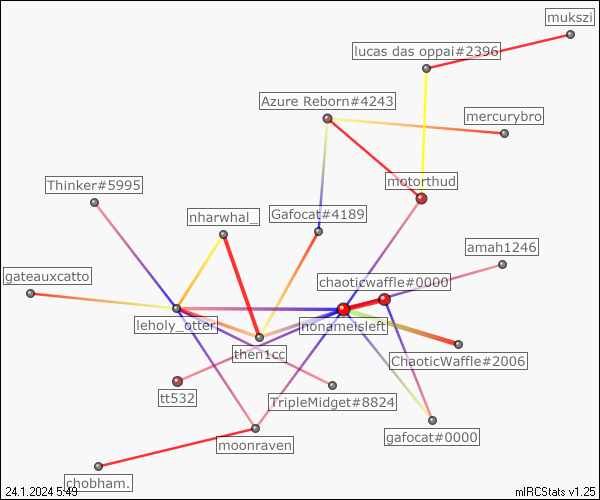 mukszi
lucas das oppai#2396
Azure Reborn#4243
mercurybro
motorthud
Thinker#5995
nharwhal_
Gafocat#4189
amah1246
gateauxcatto
chaoticwaffle#0000
leholy_otter
nonameisleft
then1cc
ChaoticWaffle#2006
tt532
TripleMidget#8824
gafocat#0000
moonraven
chobham.
24.1.2024 5:49
mIRCStats v1.25